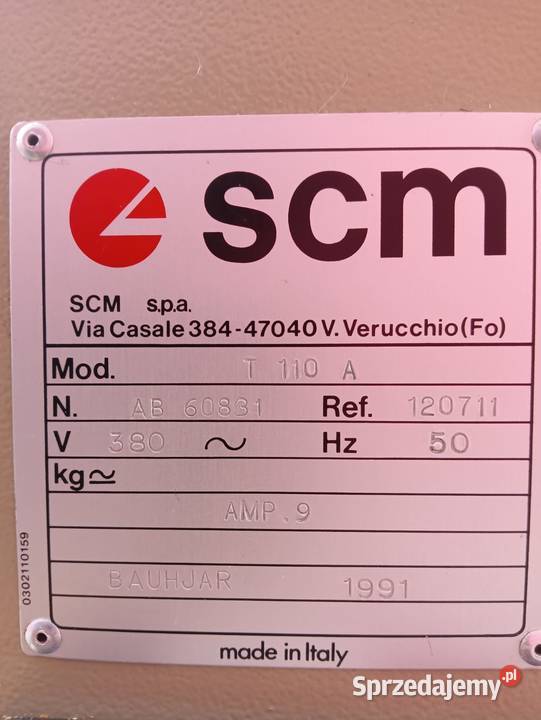 scm
SCM s.p.a.
Via Casale 384-47040 V. Verucchio (Fo)
Mod. T 110 A
N. AB 60831 Ref. 120711
V 380 ~ Hz 50
kg≃
AMP.9
BAUHJAR 1991
0302110159
made in Italy
Sprzedajemy.pl